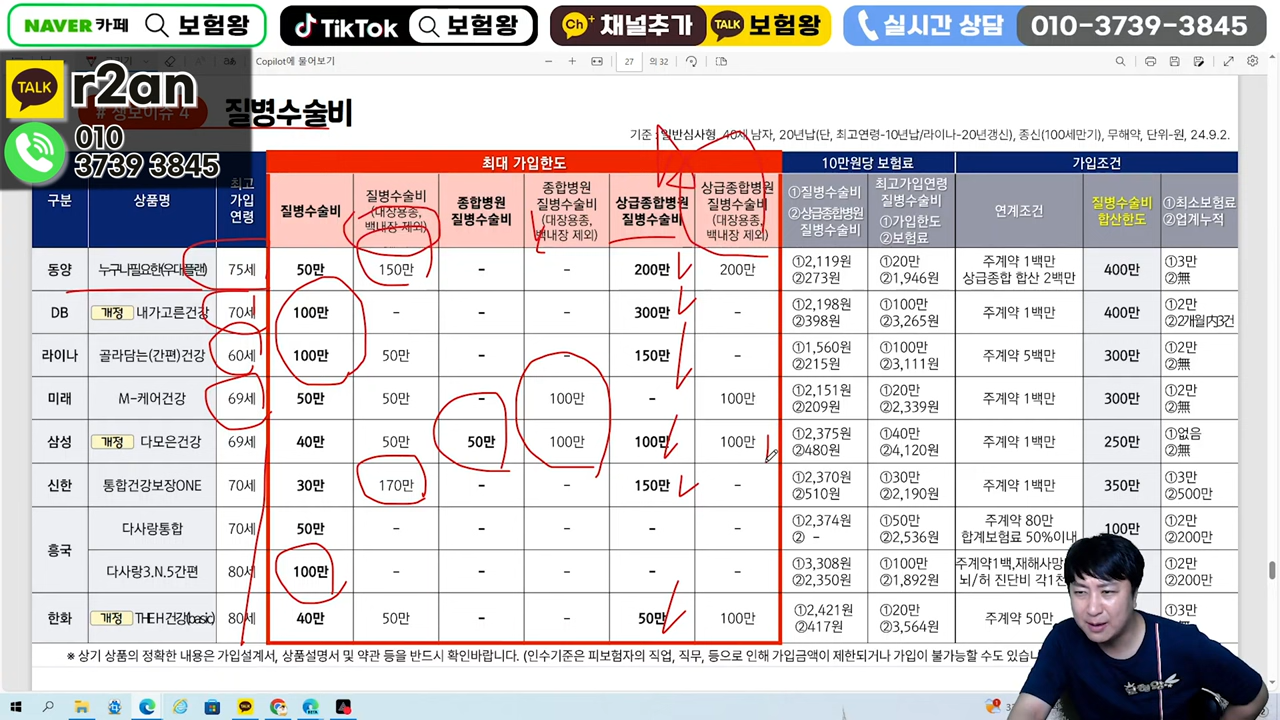 NAVER 카페 보험왕
TikTok 보험왕
Ch+ 채널추가 TALK 보험왕
실시간 상담 010-3739-3845
TALK r2an
010
3739 3845
Copilot에 물어보기
27 의 32
# 생보이슈 4 질병수술비
기준 : 일반심사형, 40세 남자, 20년납(단, 최고연령-10년납/라이나-20년갱신), 종신(100세만기), 무해약, 단위-원, 24.9.2.
구분 상품명 최고 가입 연령 최대 가입한도 10만원당 보험료 가입조건
질병수술비 질병수술비 (대장용종, 백내장 제외) 종합병원 질병수술비 종합병원 질병수술비 (대장용종, 백내장 제외) 상급종합병원 질병수술비 상급종합병원 질병수술비 (대장용종, 백내장 제외) ①질병수술비 ②상급종합병원 질병수술비 최고가입연령 질병수술비 ①가입한도 ②보험료 연계조건 질병수술비 합산한도 ①최소보험료 ②업계누적
동양 누구나필요한(우대플랜) 75세 50만 150만 - - 200만 200만 ①2,119원 ②273원 ①20만 ②1,946원 주계약 1백만 상급종합 합산 2백만 400만 ①3만 ②無
DB 개정 내가고른건강 70세 100만 - - - 300만 - ①2,198원 ②398원 ①100만 ②3,265원 주계약 1백만 400만 ①2만 ②2개월內3건
라이나 골라담는(간편)건강 60세 100만 50만 - - 150만 - ①1,560원 ②215원 ①100만 ②3,111원 주계약 5백만 300만 ①2만 ②無
미래 M-케어건강 69세 50만 50만 - 100만 - 100만 ①2,151원 ②209원 ①20만 ②2,339원 주계약 1백만 300만 ①2만 ②無
삼성 개정 다모은건강 69세 40만 50만 50만 100만 100만 100만 ①2,375원 ②480원 ①40만 ②4,120원 주계약 1백만 250만 ①없음 ②無
신한 통합건강보장ONE 70세 30만 170만 - - 150만 - ①2,370원 ②510원 ①30만 ②2,190원 주계약 1백만 350만 ①3만 ②500만
흥국 다사랑통합 70세 50만 - - - - - ①2,374원 ② - ①50만 ②2,536원 주계약 80만 합계보험료 50%이내 100만 ①2만 ②200만
다사랑3.N.5간편 80세 100만 - - - - - ①3,308원 ②2,350원 ①100만 ②1,892원 주계약1백,재해사망 뇌/허 진단비 각1천 ①2만 ②200만
한화 개정 THE H 건강(basic) 80세 40만 50만 - - 50만 100만 ①2,421원 ②417원 ①20만 ②3,564원 주계약 50만 ①3만 ②無
※ 상기 상품의 정확한 내용은 가입설계서, 상품설명서 및 약관 등을 반드시 확인바랍니다. (인수기준은 피보험자의 직업, 직무, 등으로 인해 가입금액이 제한되거나 가입이 불가능할 수도 있습니